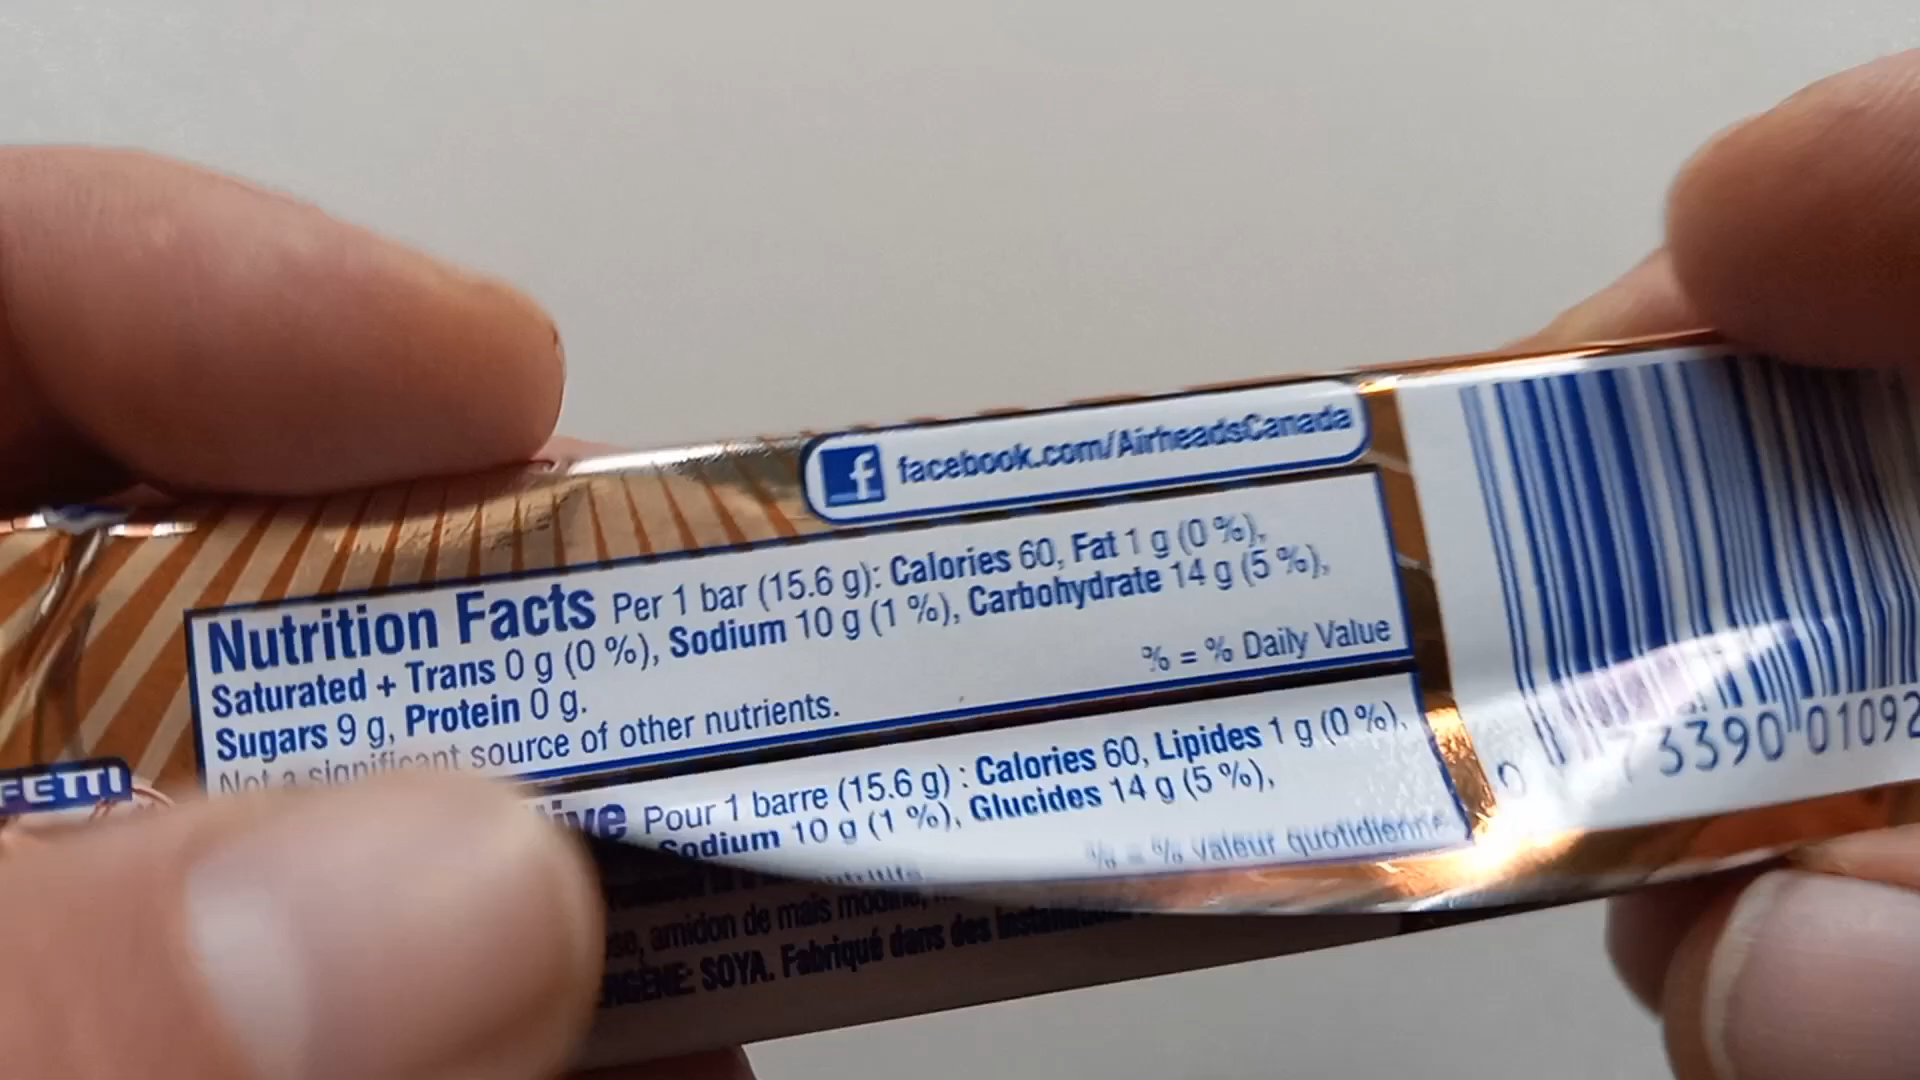 facebook.com/AirheadsCanada
Nutrition Facts Per 1 bar (15.6 g): Calories 60, Fat 1 g (0 %),
Saturated + Trans 0 g (0 %), Sodium 10 g (1 %), Carbohydrate 14 g (5 %),
Sugars 9 g, Protein 0 g.
% = % Daily Value
Not a significant source of other nutrients.
Pour 1 barre (15.6 g) : Calories 60, Lipides 1 g (0 %),
Sodium 10 g (1 %), Glucides 14 g (5 %),
% = % valeur quotidienne
amidon de maïs
SOYA. Fabriqué dans des
FETTI
0 73390 01092